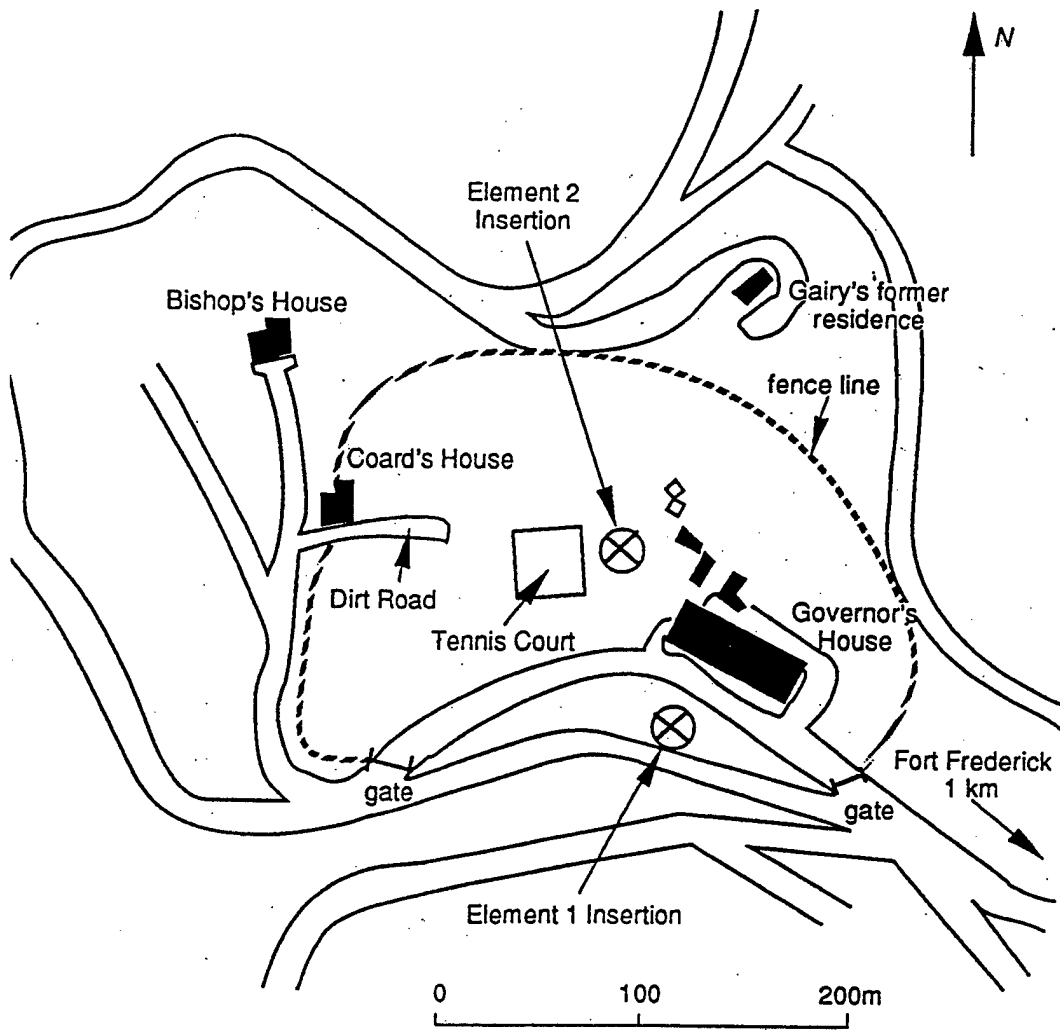 N
Element 2
Insertion
Bishop's House
Gairy's former
residence
fence line
Coard's House
Dirt Road
Tennis Court
Governor's
House
Fort Frederick
1 km
gate
gate
Element 1 Insertion
0 100 200m